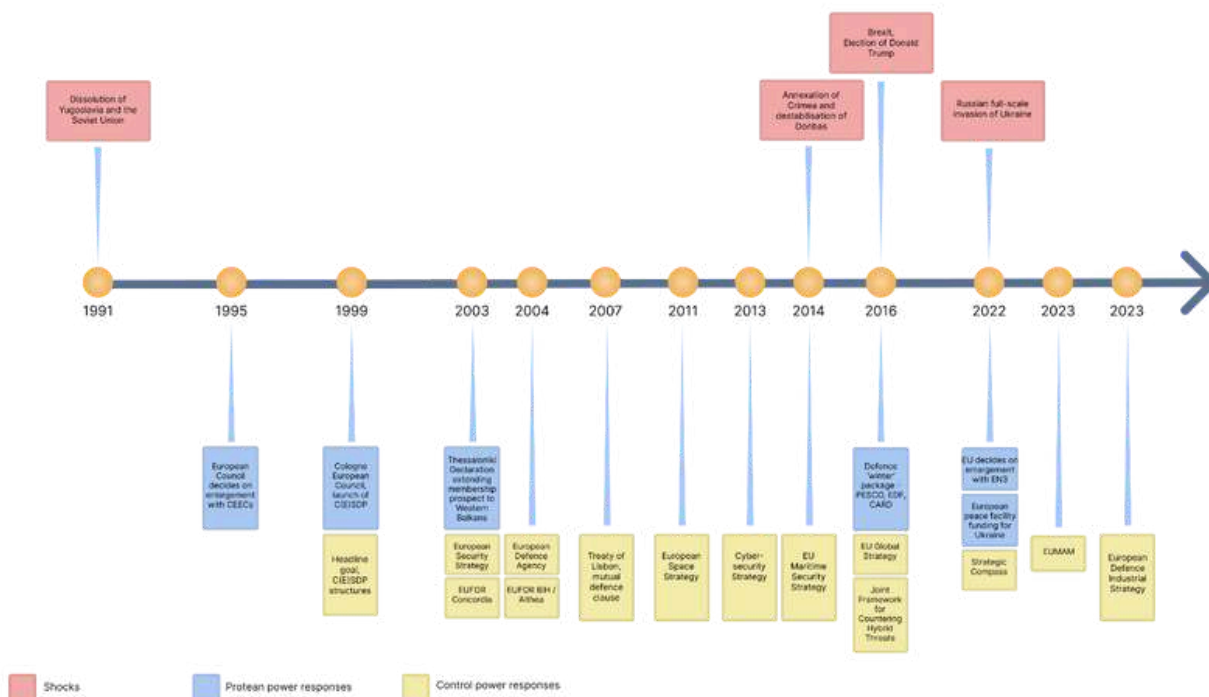 Brexit,
Election of Donald
Trump
Dissolution of
Yugoslavia and the
Soviet Union
Annexation of
Crimea and
destabilisation of
Donbas
Russian full-scale
invasion of Ukraine
1991
1995
1999
2003
2004
2007
2011
2013
2014
2016
2022
2023
2023
European
Council
decides on
enlargement
with CEECs
Cologne
European
Council,
launch of
C(E)SDP
Headline
goal,
C(E)SDP
structures
Thessaloniki
Declaration
extending
membership
prospect to
Western
Balkans
European
Security
Strategy
EUFOR
Concordia
European
Defence
Agency
EUFOR BIH /
Althea
Treaty of
Lisbon,
mutual
defence
clause
European
Space
Strategy
Cyber-
security
Strategy
EU
Maritime
Security
Strategy
Defence
'winter'
package -
PESCO, EDF,
CARD
EU Global
Strategy
Joint
Framework
for
Countering
Hybrid
Threats
EU decides on
enlargement
with EN3
European
peace facility
funding for
Ukraine
Strategic
Compass
EUMAM
European
Defence
Industrial
Strategy
Shocks
Protean power responses
Control power responses